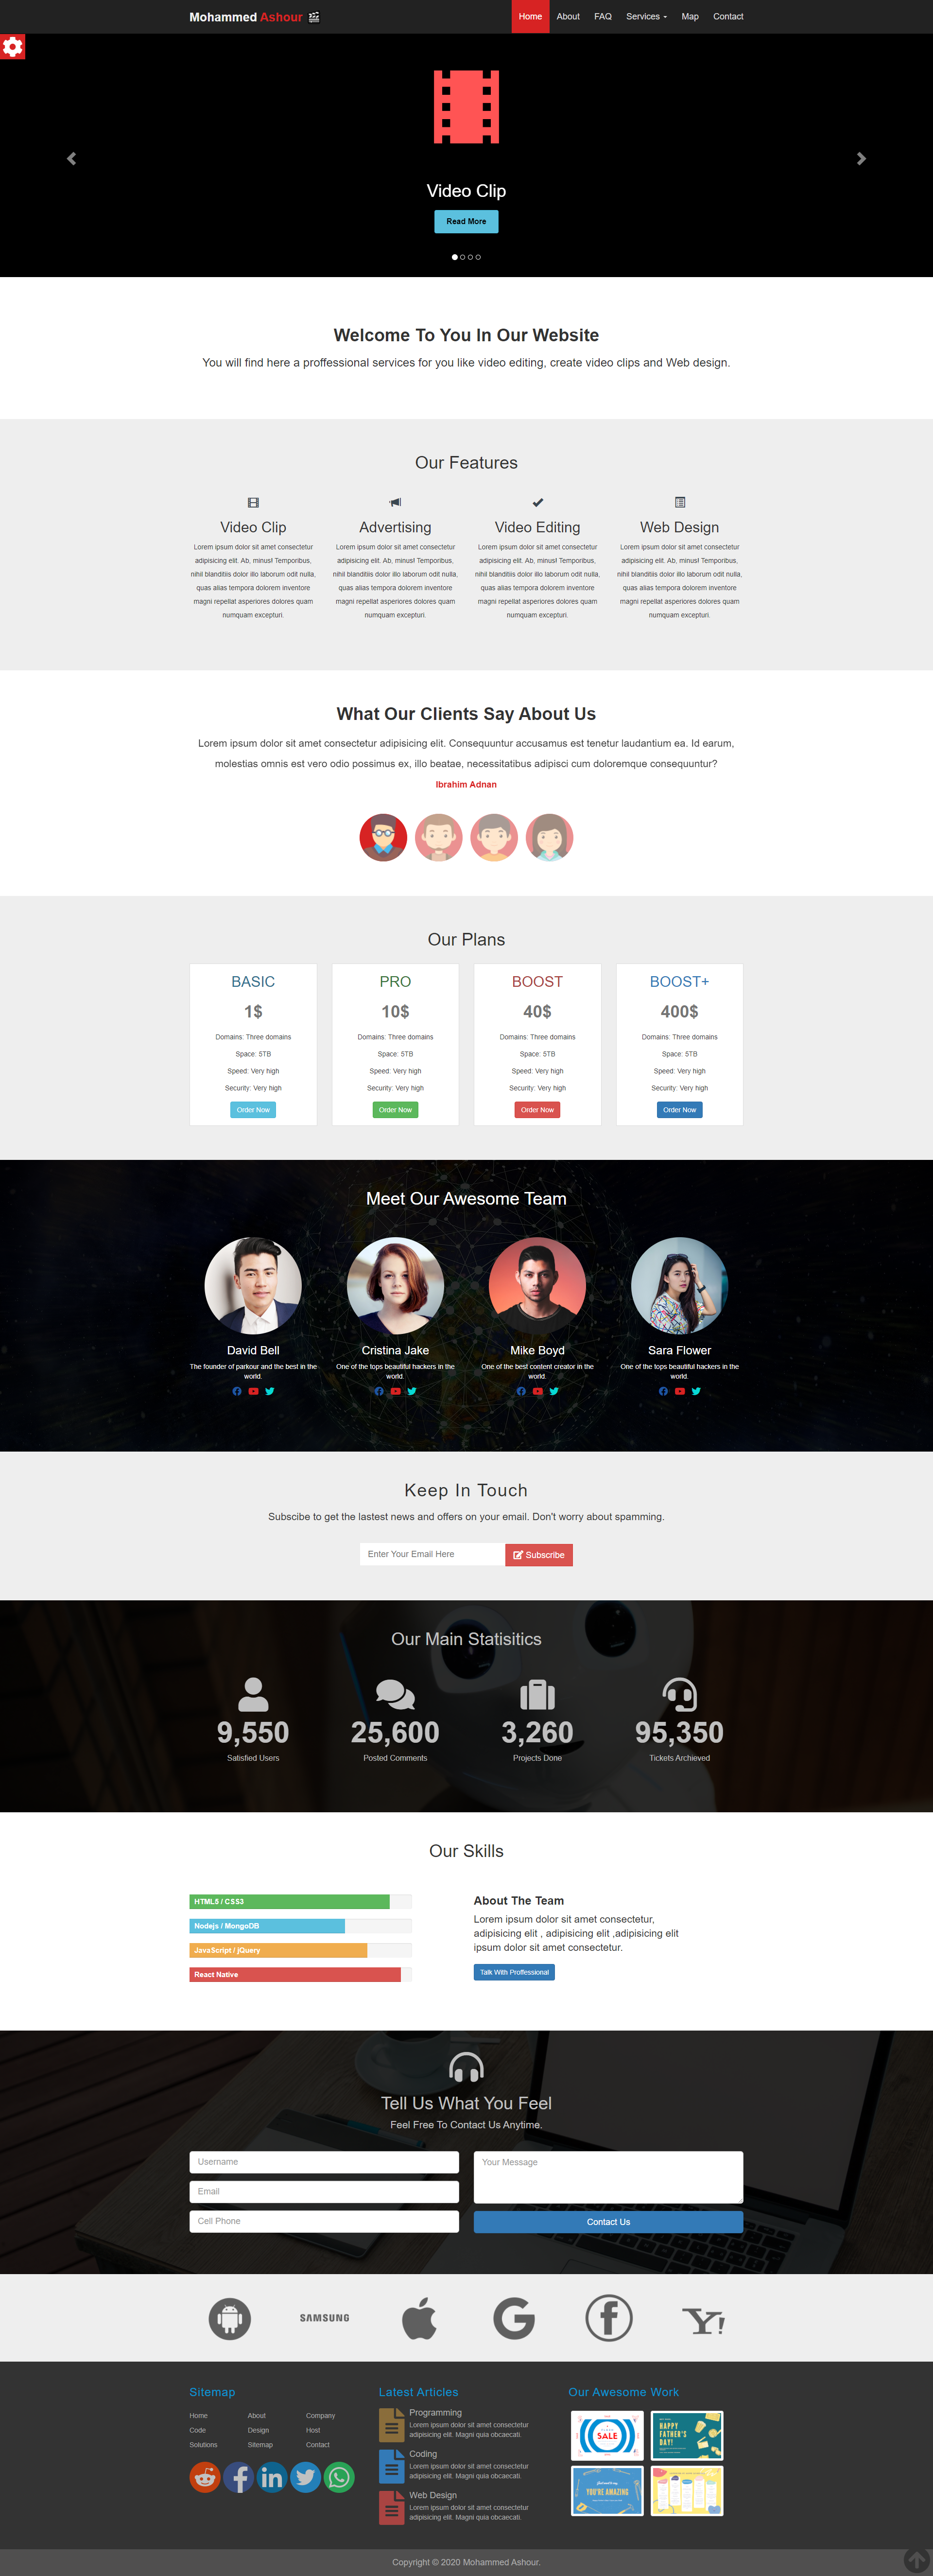 Mohammed Ashour
Home About FAQ Services Map Contact
Video Clip
Read More
Welcome To You In Our Website
You will find here a proffessional services for you like video editing, create video clips and Web design.
Our Features
Video Clip
Lorem ipsum dolor sit amet consectetur
adipisicing elit. Ab, minus! Temporibus,
nihil blanditiis dolor illo laborum odit nulla,
quas alias tempora dolorem inventore
magni repellat asperiores dolores quam
numquam excepturi.
Advertising
Lorem ipsum dolor sit amet consectetur
adipisicing elit. Ab, minus! Temporibus,
nihil blanditiis dolor illo laborum odit nulla,
quas alias tempora dolorem inventore
magni repellat asperiores dolores quam
numquam excepturi.
Video Editing
Lorem ipsum dolor sit amet consectetur
adipisicing elit. Ab, minus! Temporibus,
nihil blanditiis dolor illo laborum odit nulla,
quas alias tempora dolorem inventore
magni repellat asperiores dolores quam
numquam excepturi.
Web Design
Lorem ipsum dolor sit amet consectetur
adipisicing elit. Ab, minus! Temporibus,
nihil blanditiis dolor illo laborum odit nulla,
quas alias tempora dolorem inventore
magni repellat asperiores dolores quam
numquam excepturi.
What Our Clients Say About Us
Lorem ipsum dolor sit amet consectetur adipisicing elit. Consequuntur accusamus est tenetur laudantium ea. Id earum,
molestias omnis est vero odio possimus ex, illo beatae, necessitatibus adipisci cum doloremque consequuntur?
Ibrahim Adnan
Our Plans
BASIC
1$
Domains: Three domains
Space: 5TB
Speed: Very high
Security: Very high
Order Now
PRO
10$
Domains: Three domains
Space: 5TB
Speed: Very high
Security: Very high
Order Now
BOOST
40$
Domains: Three domains
Space: 5TB
Speed: Very high
Security: Very high
Order Now
BOOST+
400$
Domains: Three domains
Space: 5TB
Speed: Very high
Security: Very high
Order Now
Meet Our Awesome Team
David Bell
The founder of parkour and the best in the
world.
Cristina Jake
One of the tops beautiful hackers in the
world.
Mike Boyd
One of the best content creator in the
world.
Sara Flower
One of the tops beautiful hackers in the
world.
Keep In Touch
Subscibe to get the lastest news and offers on your email. Don't worry about spamming.
Enter Your Email Here
Subscribe
Our Main Statisitics
9,550
Satisfied Users
25,600
Posted Comments
3,260
Projects Done
95,350
Tickets Archieved
Our Skills
HTML5 / CSS3
Nodejs / MongoDB
JavaScript / jQuery
React Native
About The Team
Lorem ipsum dolor sit amet consectetur,
adipisicing elit , adipisicing elit ,adipisicing elit
ipsum dolor sit amet consectetur.
Talk With Proffessional
Tell Us What You Feel
Feel Free To Contact Us Anytime.
Username
Email
Cell Phone
Your Message
Contact Us
SAMSUNG
Sitemap
Home About Company
Code Design Host
Solutions Sitemap Contact
Latest Articles
Programming
Lorem ipsum dolor sit amet consectetur
adipisicing elit. Magni quia obcaecati.
Coding
Lorem ipsum dolor sit amet consectetur
adipisicing elit. Magni quia obcaecati.
Web Design
Lorem ipsum dolor sit amet consectetur
adipisicing elit. Magni quia obcaecati.
Our Awesome Work
SALE
HAPPY
FATHER'S
DAY!
YOU'RE AMAZING
Copyright © 2020 Mohammed Ashour.